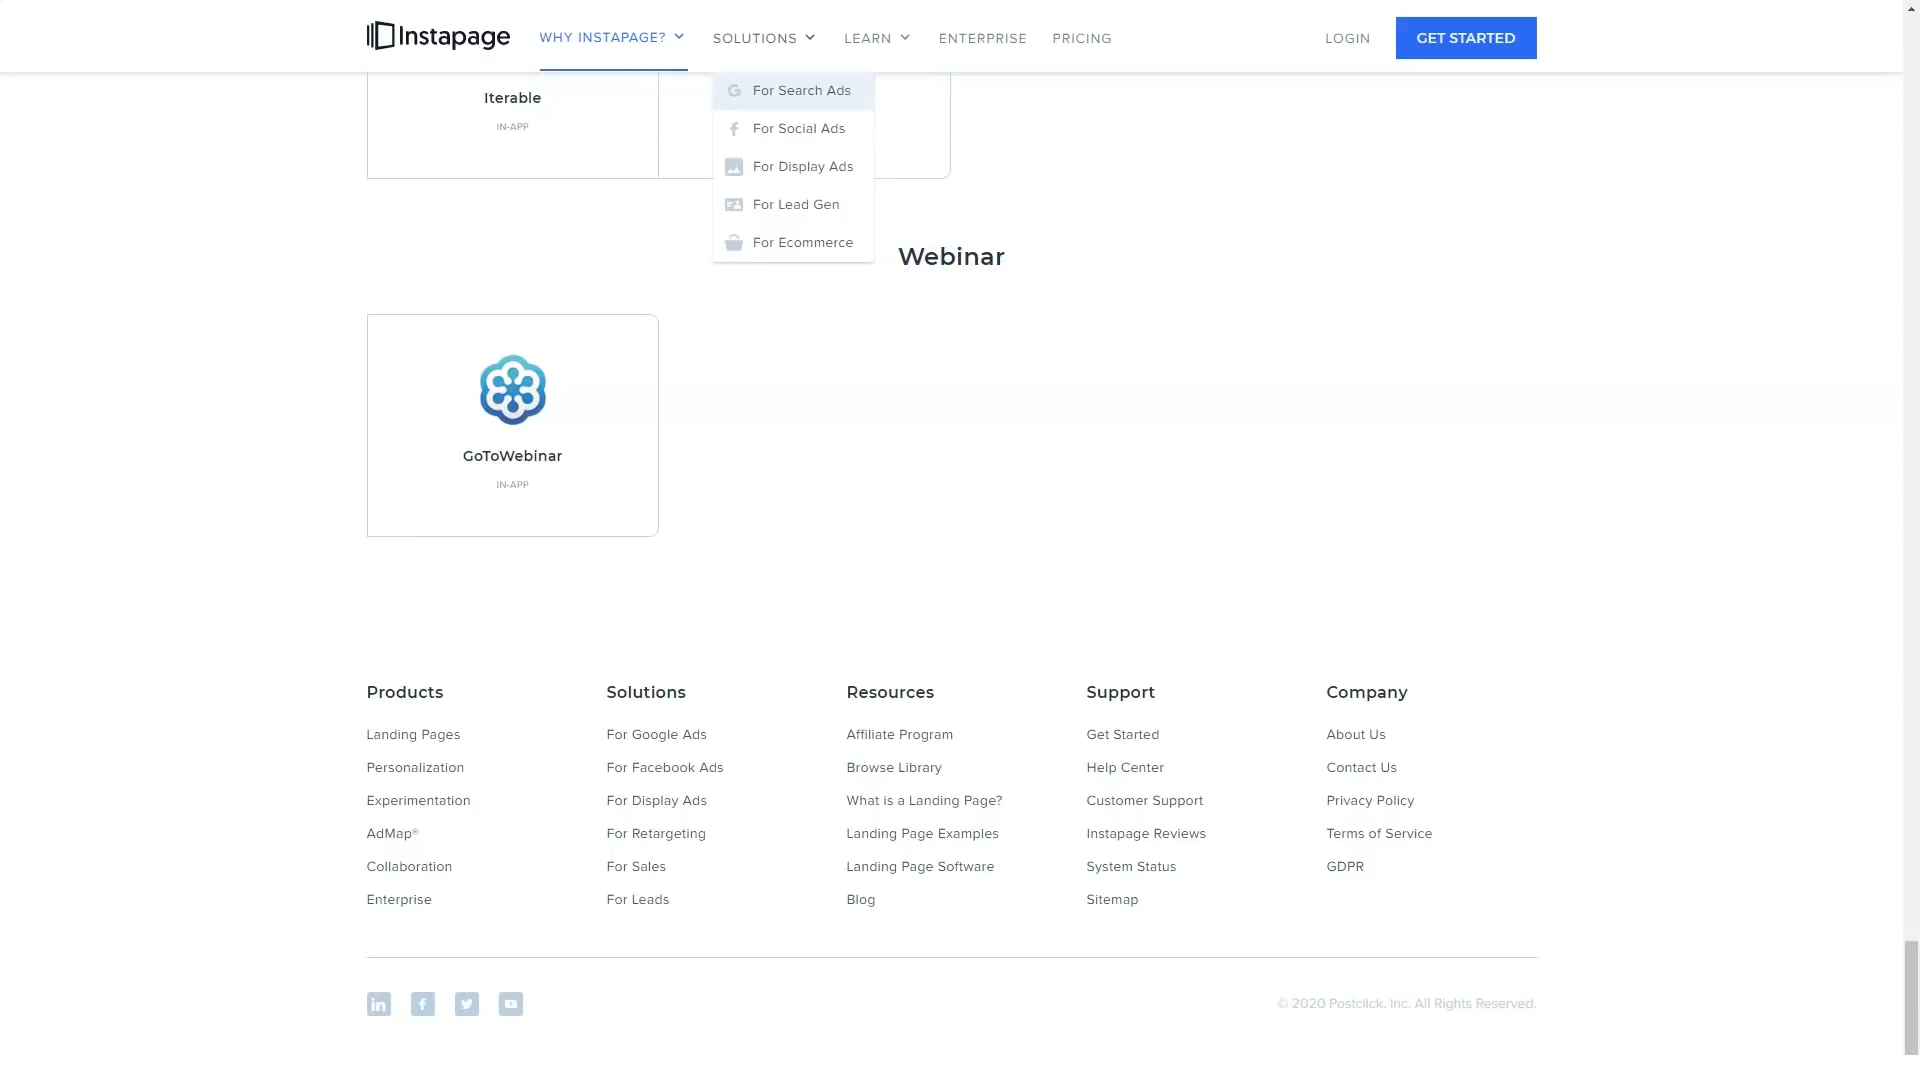 Instapage
WHY INSTAPAGE?
SOLUTIONS
LEARN
ENTERPRISE
PRICING
LOGIN
GET STARTED
For Search Ads
For Social Ads
For Display Ads
For Lead Gen
For Ecommerce
Iterable
IN-APP
Webinar
GoToWebinar
IN-APP
Products
Landing Pages
Personalization
Experimentation
AdMap®
Collaboration
Enterprise
Solutions
For Google Ads
For Facebook Ads
For Display Ads
For Retargeting
For Sales
For Leads
Resources
Affiliate Program
Browse Library
What is a Landing Page?
Landing Page Examples
Landing Page Software
Blog
Support
Get Started
Help Center
Customer Support
Instapage Reviews
System Status
Sitemap
Company
About Us
Contact Us
Privacy Policy
Terms of Service
GDPR
© 2020 Postclick, Inc. All Rights Reserved.